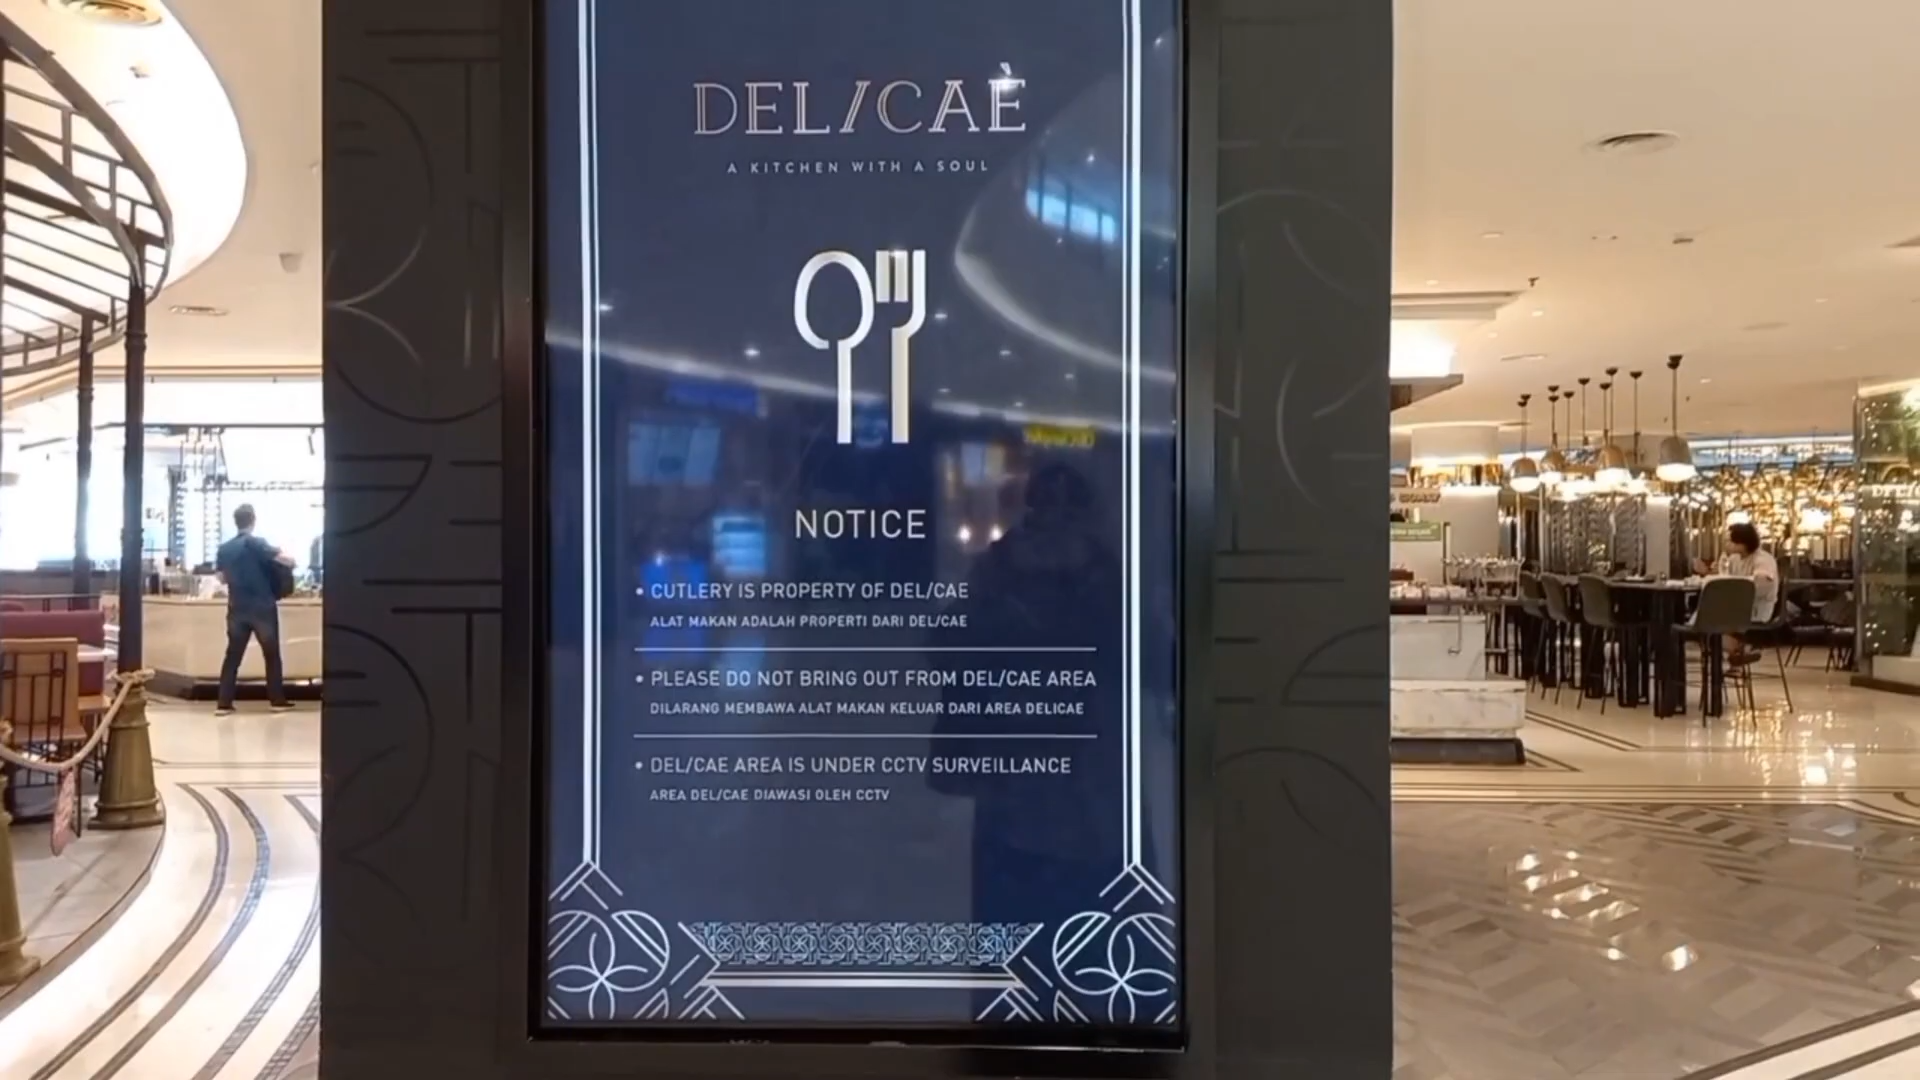 DEL/CAÈ
A KITCHEN WITH A SOUL
NOTICE
• CUTLERY IS PROPERTY OF DEL/CAE
ALAT MAKAN ADALAH PROPERTI DARI DEL/CAE
• PLEASE DO NOT BRING OUT FROM DEL/CAE AREA
DILARANG MEMBAWA ALAT MAKAN KELUAR DARI AREA DELICAE
• DEL/CAE AREA IS UNDER CCTV SURVEILLANCE
AREA DEL/CAE DIAWASI OLEH CCTV